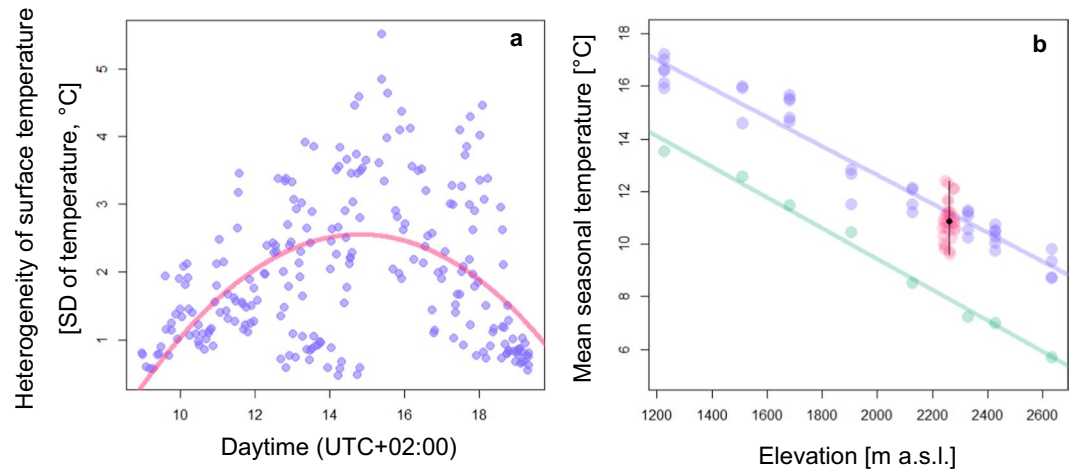 Heterogeneity of surface temperature
[SD of temperature, °C]
a
5
4
3
2
1
10 12 14 16 18
Daytime (UTC+02:00)
Mean seasonal temperature [°C]
b
18
16
14
12
10
8
6
1200 1400 1600 1800 2000 2200 2400 2600
Elevation [m a.s.l.]